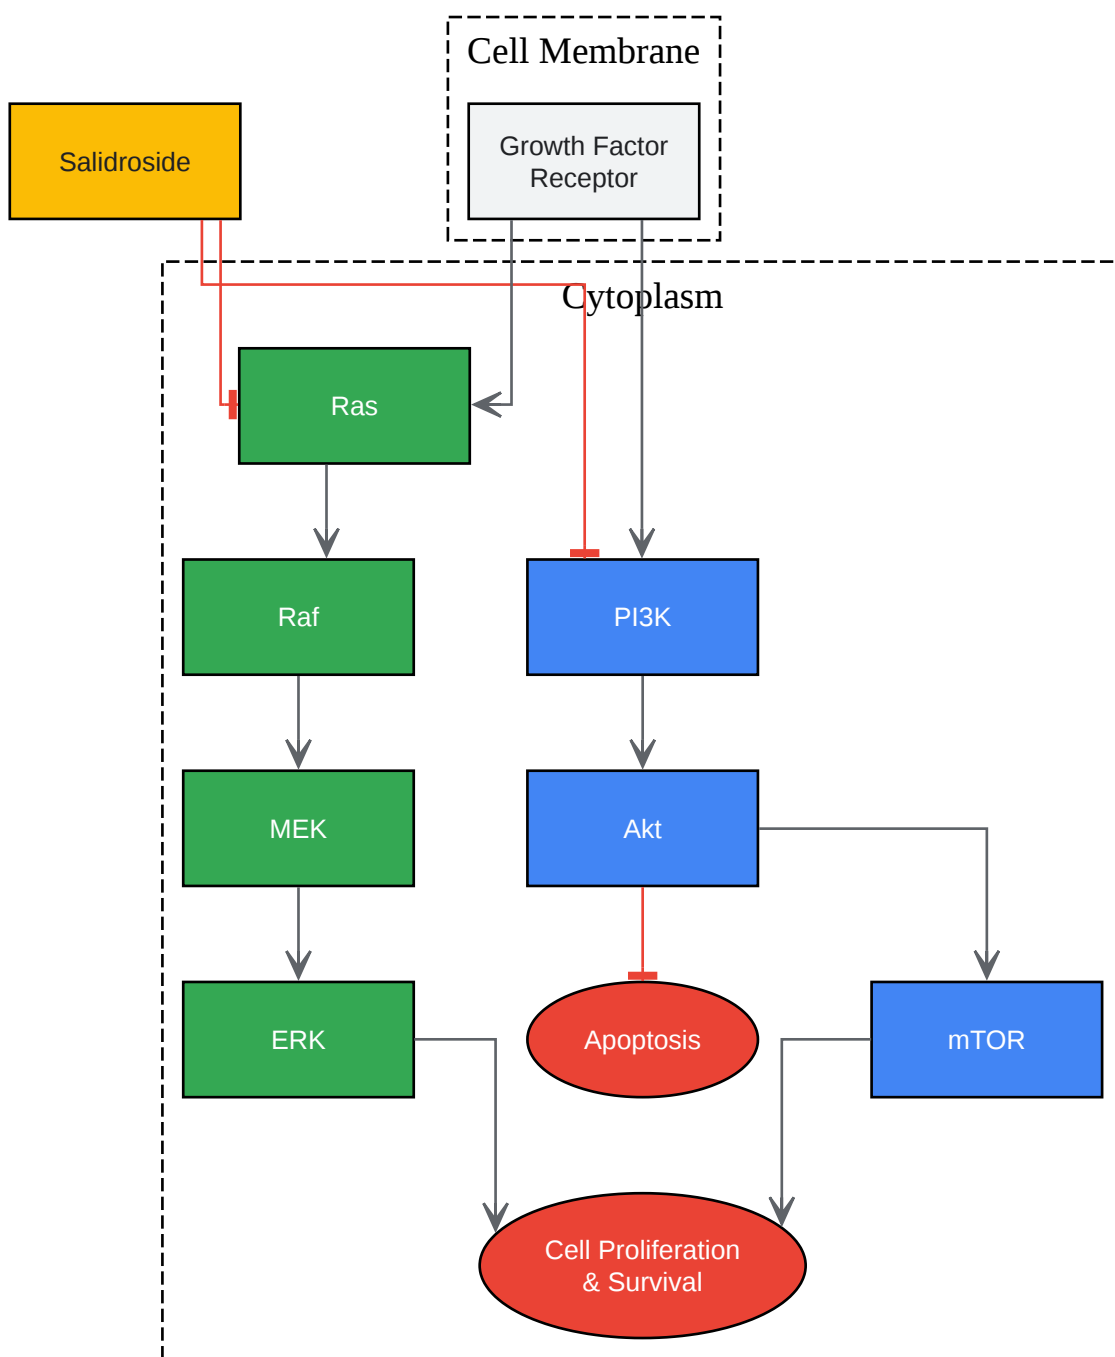 Cell Membrane
Salidroside
Growth Factor
Receptor
Cytoplasm
Ras
Raf
PI3K
MEK
Akt
ERK
Apoptosis
mTOR
Cell Proliferation
& Survival